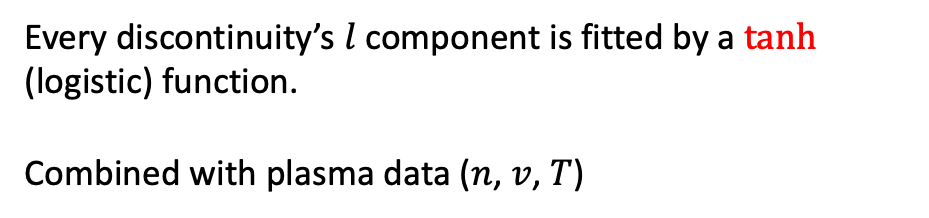 Every discontinuity’s l component is fitted by a tanh
(logistic) function.
Combined with plasma data (n, v, T)